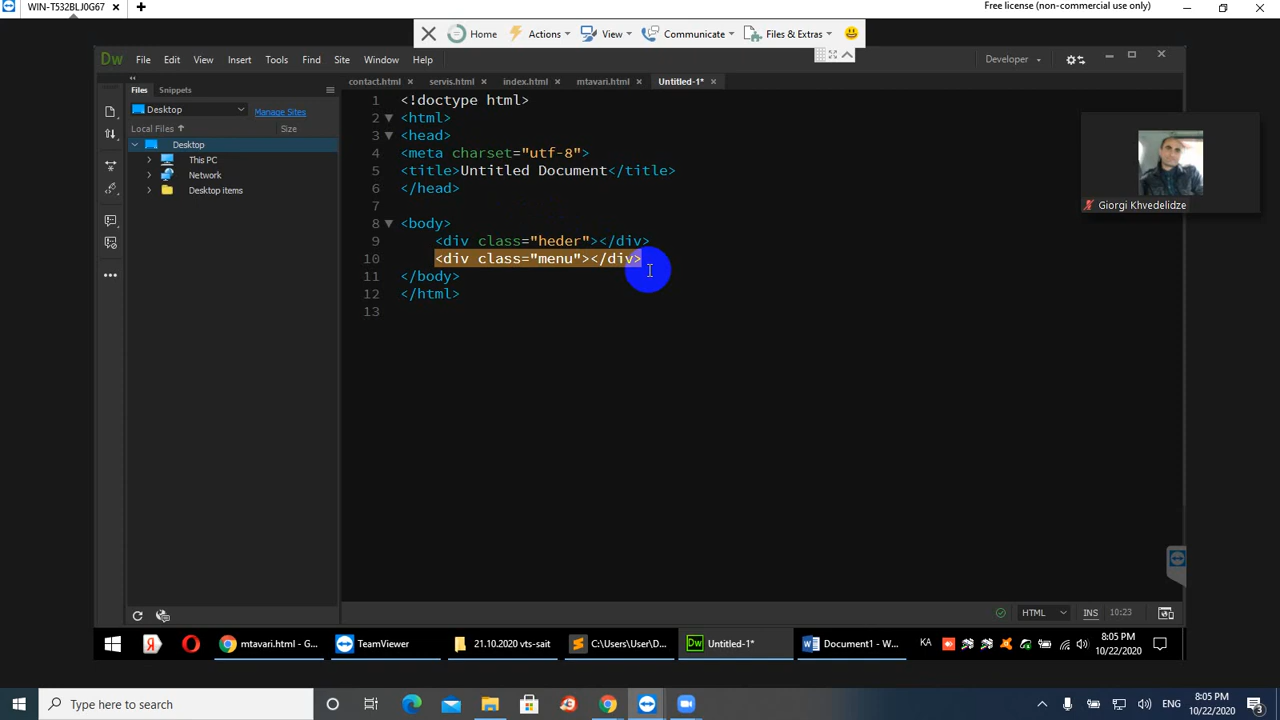 WIN-T532BLJ0G67
Free license (non-commercial use only)
Home
Actions
View
Communicate
Files & Extras
Dw
File
Edit
View
Insert
Tools
Find
Site
Window
Help
Developer
Files
Snippets
contact.html
servis.html
index.html
mtavari.html
Untitled-1*
Desktop
Manage Sites
Local Files
Size
Desktop
This PC
Network
Desktop items
1 <!doctype html>
2 <html>
3 <head>
4 <meta charset="utf-8">
5 <title>Untitled Document</title>
6 </head>
7
8 <body>
9 <div class="heder"></div>
10 <div class="menu"></div>
11 </body>
12 </html>
13
Giorgi Khvedelidze
HTML
INS
10:23
mtavari.html - G...
TeamViewer
21.10.2020 vts-sait
C:\Users\User\D...
Dw
Untitled-1*
Document1 - W...
KA
8:05 PM
10/22/2020
Type here to search
ENG
8:05 PM
10/22/2020
3